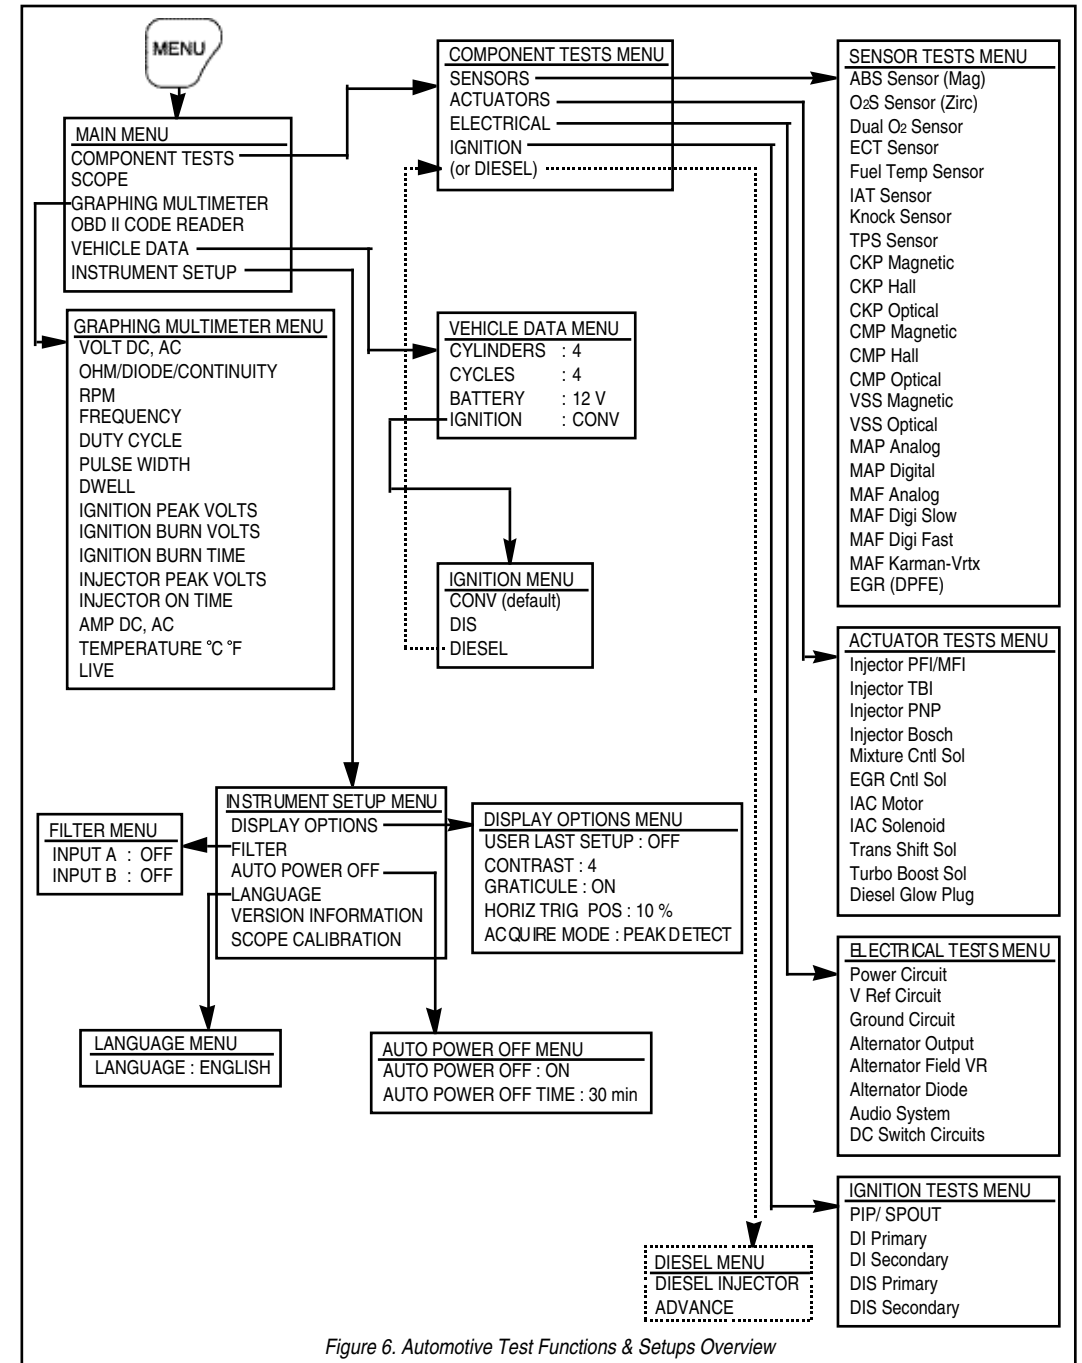 MENU
MAIN MENU
COMPONENT TESTS
SCOPE
GRAPHING MULTIMETER
OBD II CODE READER
VEHICLE DATA
INSTRUMENT SETUP
COMPONENT TESTS MENU
SENSORS
ACTUATORS
ELECTRICAL
IGNITION
(or DIESEL)
SENSOR TESTS MENU
ABS Sensor (Mag)
O2S Sensor (Zirc)
Dual O2 Sensor
ECT Sensor
Fuel Temp Sensor
IAT Sensor
Knock Sensor
TPS Sensor
CKP Magnetic
CKP Hall
CKP Optical
CMP Magnetic
CMP Hall
CMP Optical
VSS Magnetic
VSS Optical
MAP Analog
MAP Digital
MAF Analog
MAF Digi Slow
MAF Digi Fast
MAF Karman-Vrtx
EGR (DPFE)
GRAPHING MULTIMETER MENU
VOLT DC, AC
OHM/DIODE/CONTINUITY
RPM
FREQUENCY
DUTY CYCLE
PULSE WIDTH
DWELL
IGNITION PEAK VOLTS
IGNITION BURN VOLTS
IGNITION BURN TIME
INJECTOR PEAK VOLTS
INJECTOR ON TIME
AMP DC, AC
TEMPERATURE °C °F
LIVE
VEHICLE DATA MENU
CYLINDERS : 4
CYCLES : 4
BATTERY : 12 V
IGNITION : CONV
IGNITION MENU
CONV (default)
DIS
DIESEL
ACTUATOR TESTS MENU
Injector PFI/MFI
Injector TBI
Injector PNP
Injector Bosch
Mixture Cntl Sol
EGR Cntl Sol
IAC Motor
IAC Solenoid
Trans Shift Sol
Turbo Boost Sol
Diesel Glow Plug
INSTRUMENT SETUP MENU
DISPLAY OPTIONS
FILTER
AUTO POWER OFF
LANGUAGE
VERSION INFORMATION
SCOPE CALIBRATION
FILTER MENU
INPUT A : OFF
INPUT B : OFF
DISPLAY OPTIONS MENU
USER LAST SETUP : OFF
CONTRAST : 4
GRATICULE : ON
HORIZ TRIG POS : 10 %
ACQUIRE MODE : PEAK DETECT
ELECTRICAL TESTS MENU
Power Circuit
V Ref Circuit
Ground Circuit
Alternator Output
Alternator Field VR
Alternator Diode
Audio System
DC Switch Circuits
LANGUAGE MENU
LANGUAGE : ENGLISH
AUTO POWER OFF MENU
AUTO POWER OFF : ON
AUTO POWER OFF TIME : 30 min
IGNITION TESTS MENU
PIP/ SPOUT
DI Primary
DI Secondary
DIS Primary
DIS Secondary
DIESEL MENU
DIESEL INJECTOR
ADVANCE
Figure 6. Automotive Test Functions & Setups Overview